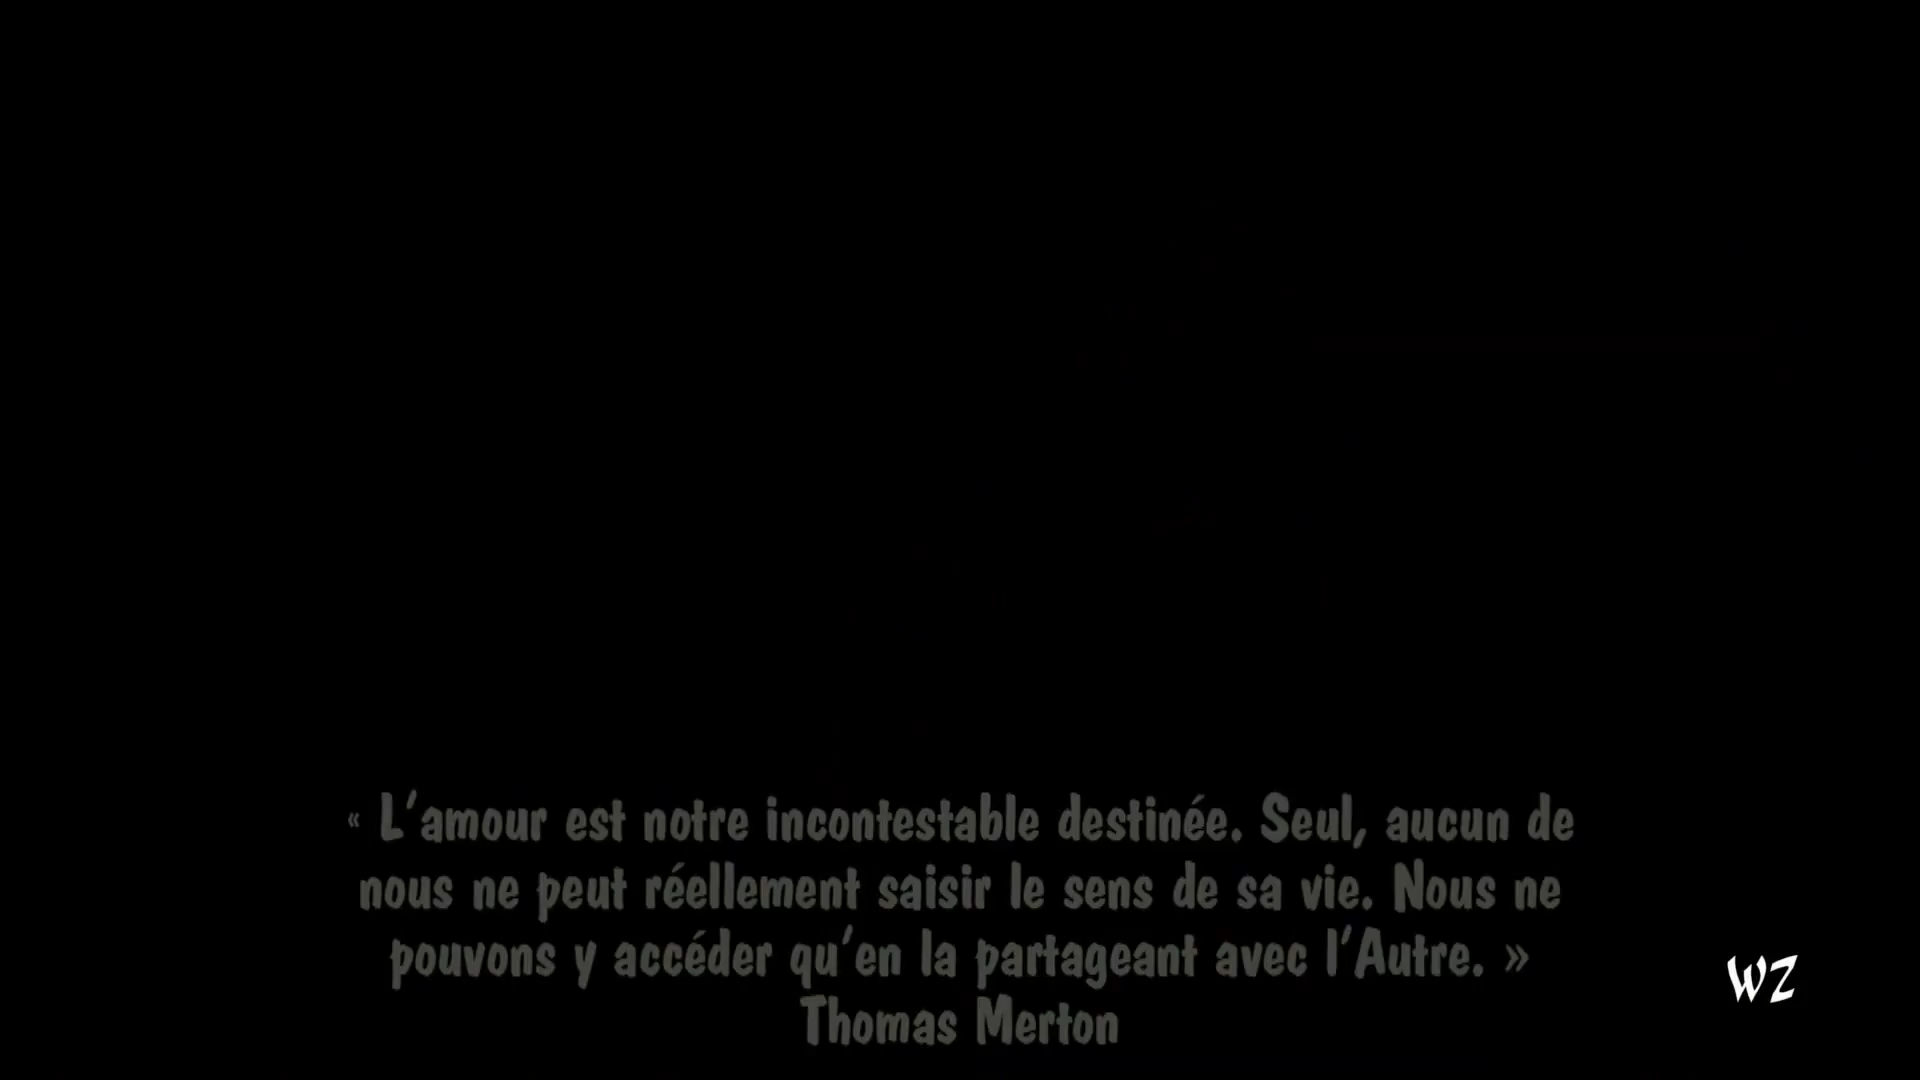 « L'amour est notre incontestable destinée. Seul, aucun de
nous ne peut réellement saisir le sens de sa vie. Nous ne
pouvons y accéder qu'en la partageant avec l'Autre. »
Thomas Merton
WZ